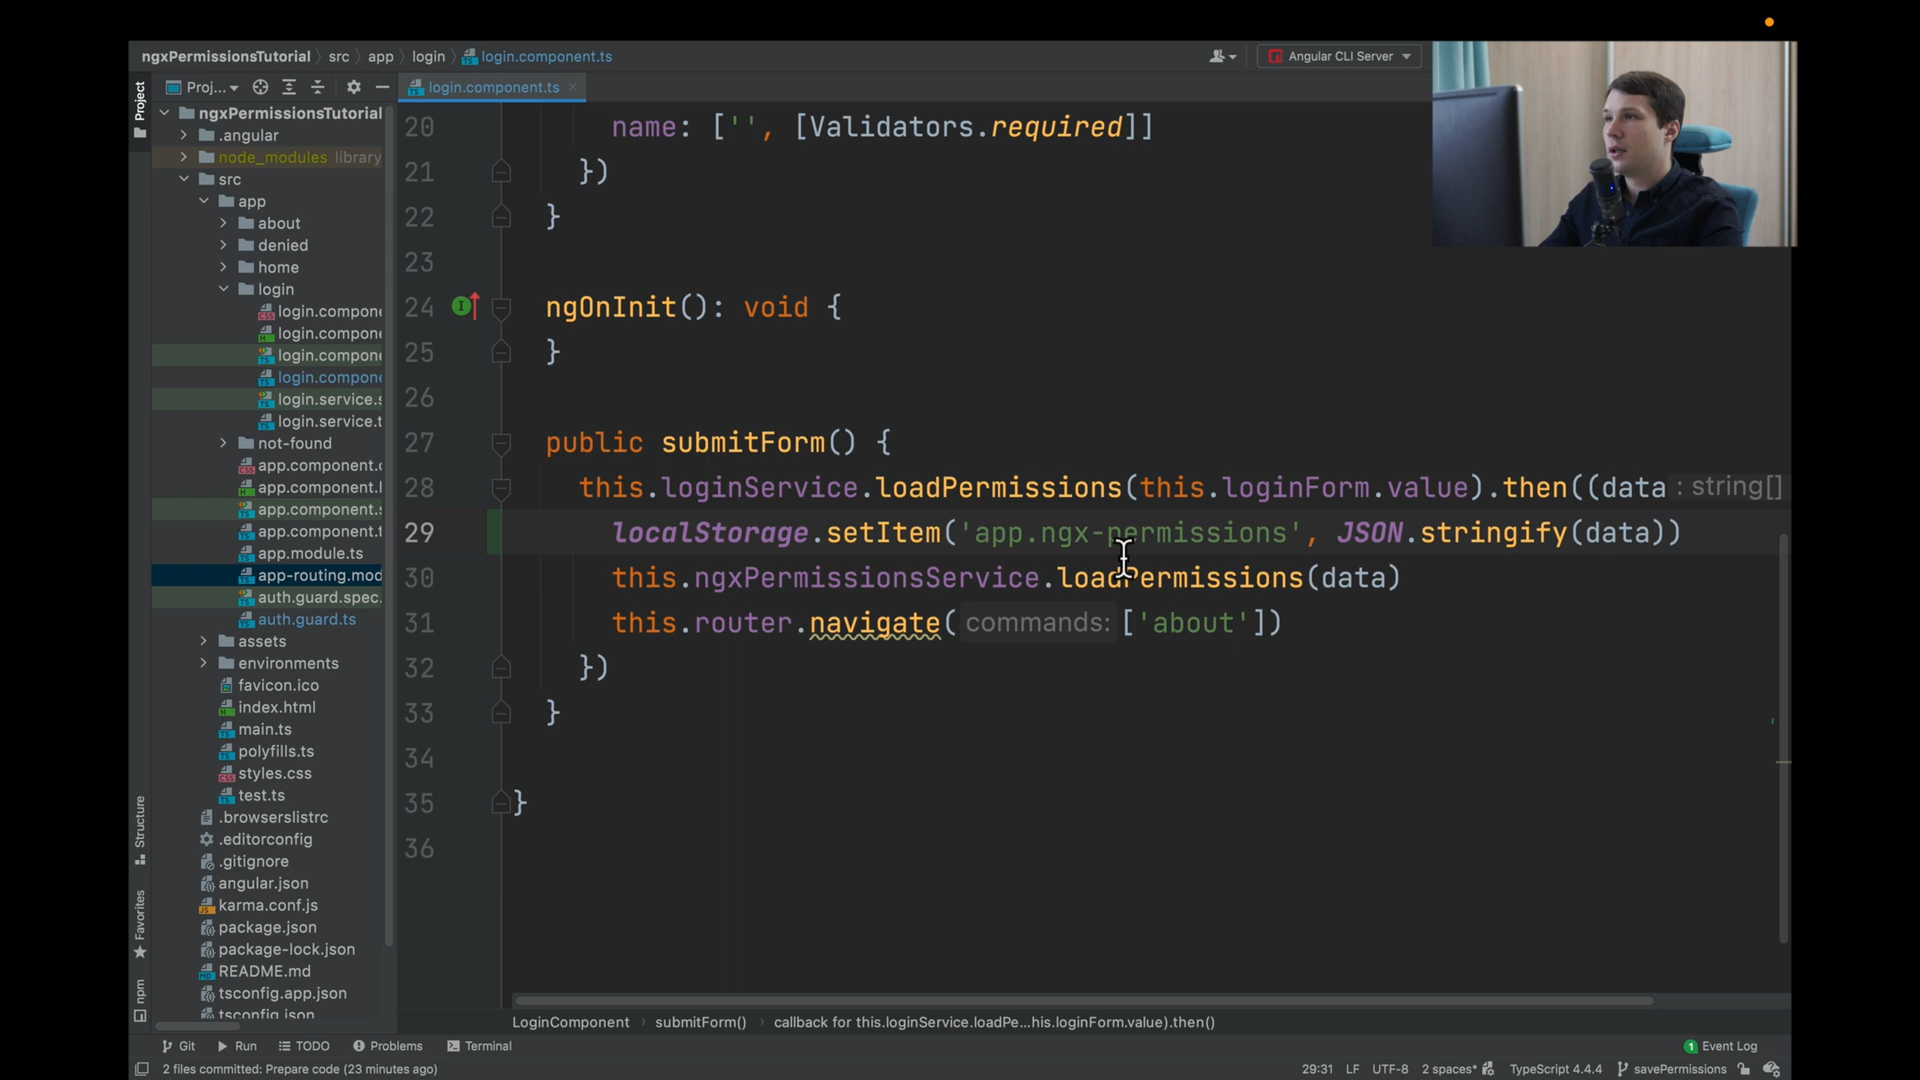 ngxPermissionsTutorial
src
app
login
login.component.ts
Angular CLI Server
Project
Proj...
login.component.ts
ngxPermissionsTutorial
.angular
node_modules library
src
app
about
denied
home
login
login.compon
login.compon
login.compon
login.compon
login.service.s
login.service.t
not-found
app.component.c
app.component.h
app.component.s
app.component.t
app.module.ts
app-routing.mod
auth.guard.spec.
auth.guard.ts
assets
environments
favicon.ico
index.html
main.ts
polyfills.ts
styles.css
test.ts
.browserslistrc
.editorconfig
.gitignore
angular.json
karma.conf.js
package.json
package-lock.json
README.md
tsconfig.app.json
tsconfig.json
Structure
Favorites
npm
20 name: ['', [Validators.required]]
21 })
22 }
23
24 ngOnInit(): void {
25 }
26
27 public submitForm() {
28 this.loginService.loadPermissions(this.loginForm.value).then((data : string[]
29 localStorage.setItem('app.ngx-permissions', JSON.stringify(data))
30 this.ngxPermissionsService.loadPermissions(data)
31 this.router.navigate( commands: ['about'])
32 })
33 }
34
35 }
36
LoginComponent
submitForm()
callback for this.loginService.loadPe...his.loginForm.value).then()
Git
Run
TODO
Problems
Terminal
1 Event Log
2 files committed: Prepare code (23 minutes ago)
29:31
LF
UTF-8
2 spaces*
TypeScript 4.4.4
savePermissions